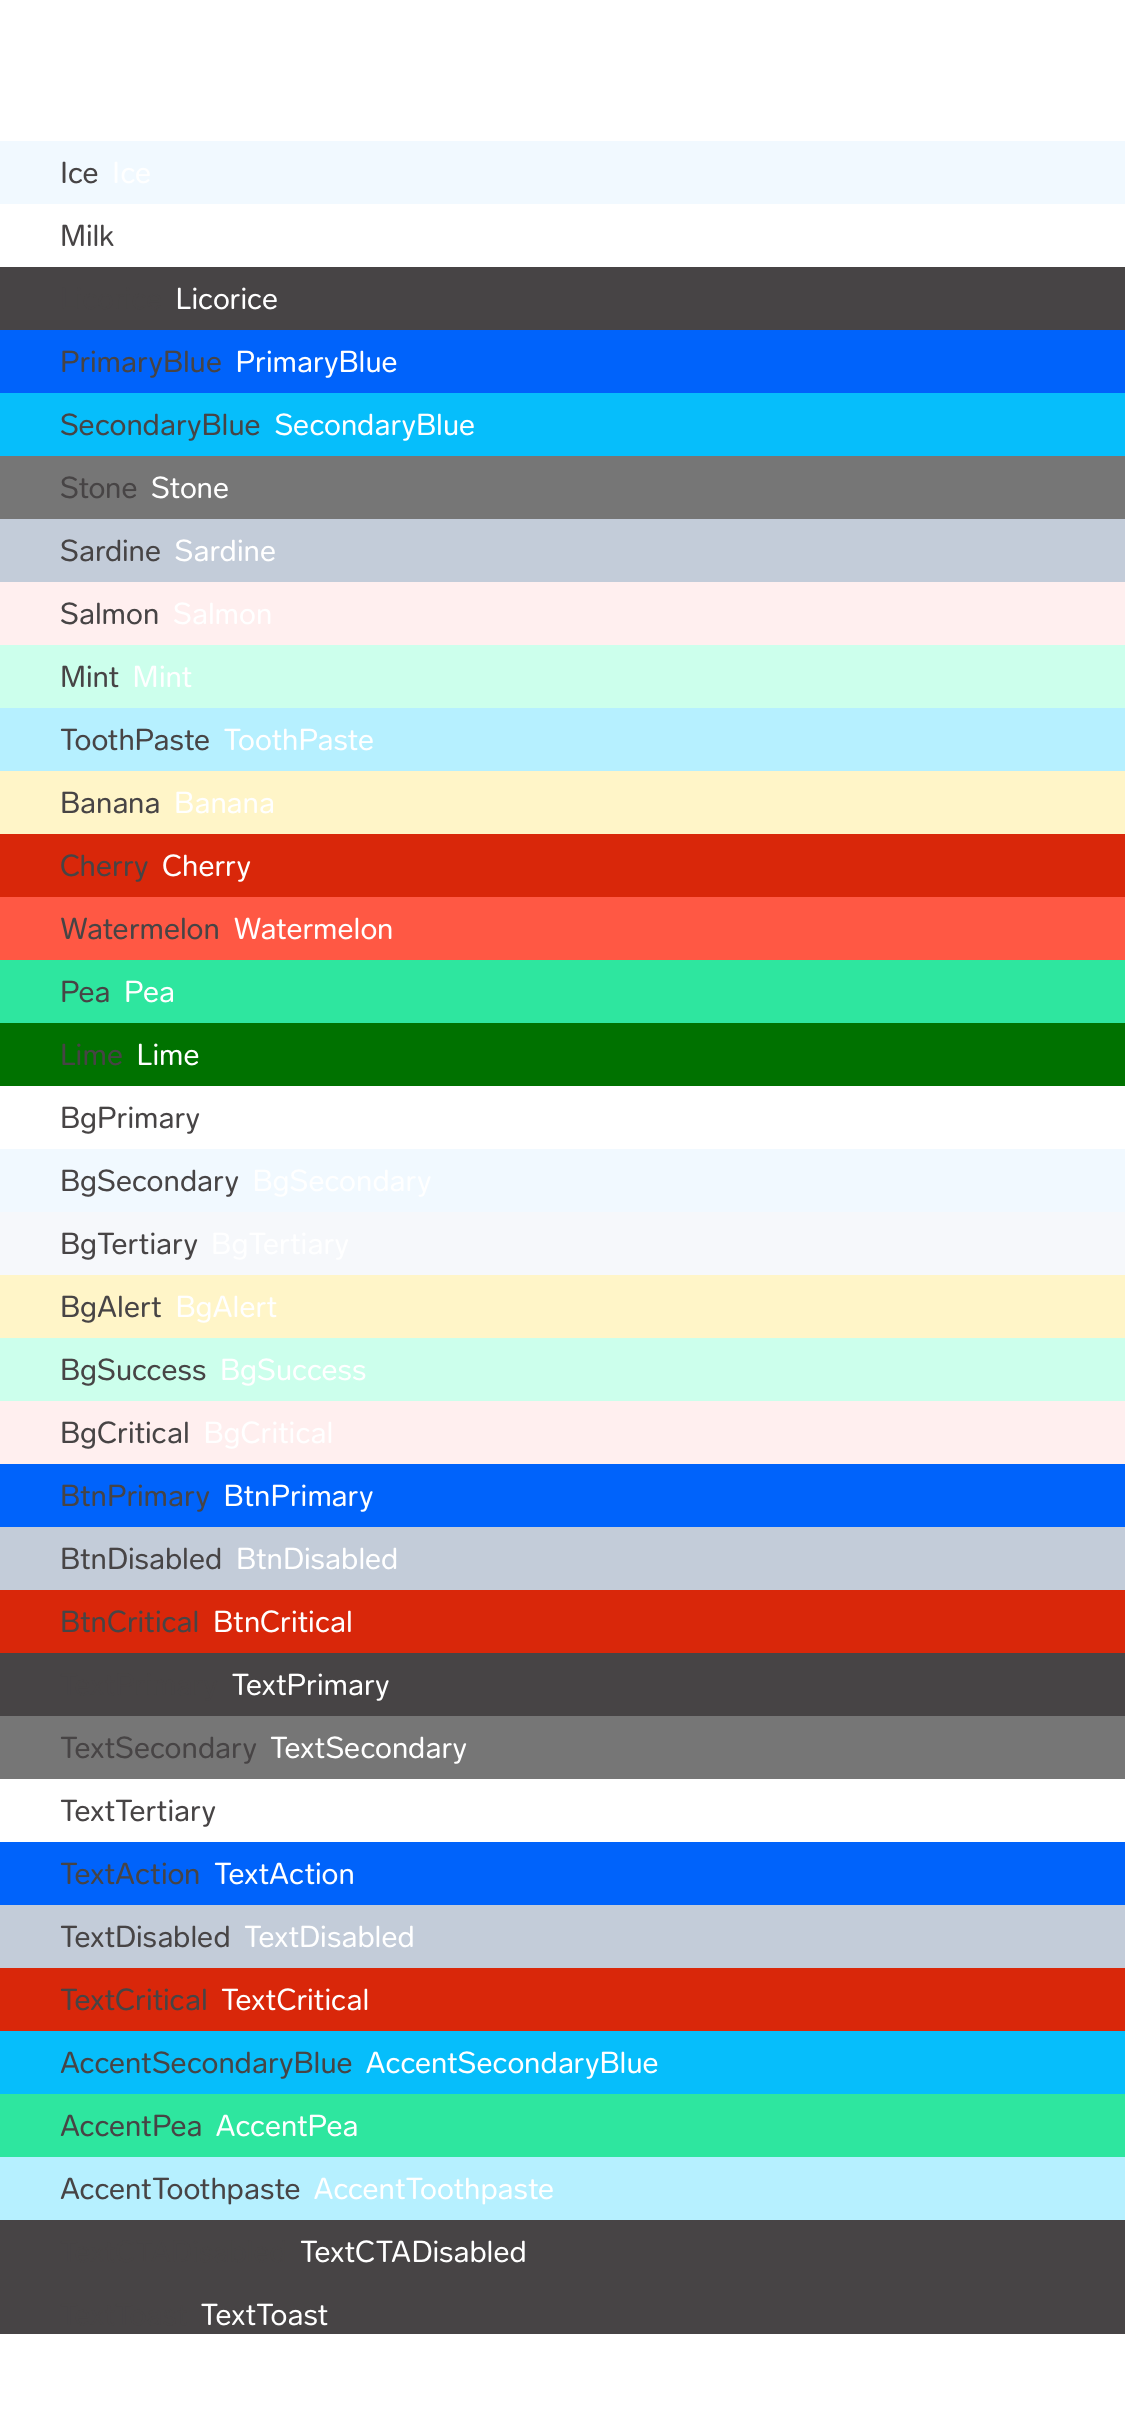 Ice Ice
Milk
Licorice
PrimaryBlue PrimaryBlue
SecondaryBlue SecondaryBlue
Stone Stone
Sardine Sardine
Salmon Salmon
Mint Mint
ToothPaste ToothPaste
Banana Banana
Cherry Cherry
Watermelon Watermelon
Pea Pea
Lime Lime
BgPrimary
BgSecondary BgSecondary
BgTertiary BgTertiary
BgAlert BgAlert
BgSuccess BgSuccess
BgCritical BgCritical
BtnPrimary BtnPrimary
BtnDisabled BtnDisabled
BtnCritical BtnCritical
TextPrimary
TextSecondary TextSecondary
TextTertiary
TextAction TextAction
TextDisabled TextDisabled
TextCritical TextCritical
AccentSecondaryBlue AccentSecondaryBlue
AccentPea AccentPea
AccentToothpaste AccentToothpaste
TextCTADisabled
TextToast